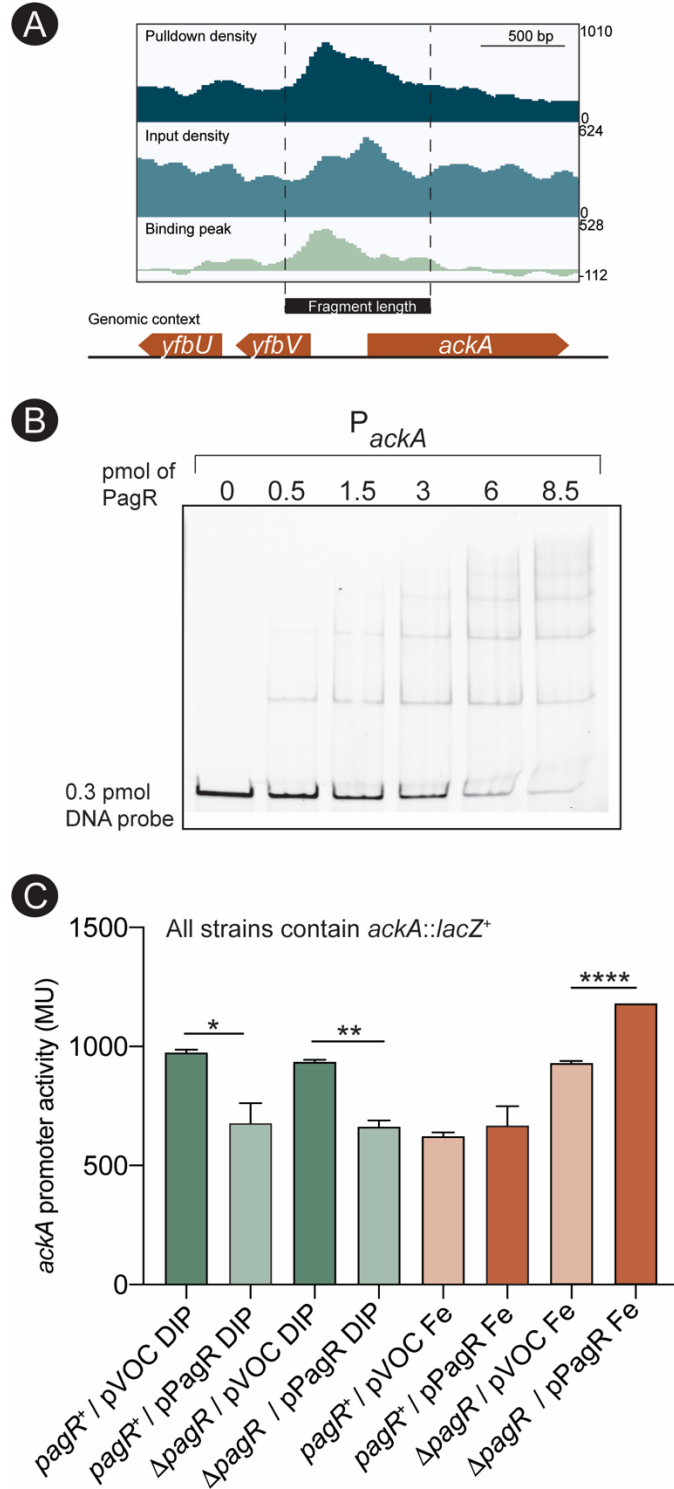 A
Pulldown density
500 bp
1010
0
Input density
624
0
Binding peak
528
-112
Fragment length
Genomic context
yfbU yfbV ackA
B
PackA
pmol of PagR
0 0.5 1.5 3 6 8.5
0.3 pmol
DNA probe
C
All strains contain ackA::lacZ+
ackA promoter activity (MU)
1500
1000
500
0
* ** ****
pagR+ / pVOC DIP
pagR+ / pPagR DIP
ΔpagR / pVOC DIP
ΔpagR / pPagR DIP
pagR+ / pVOC Fe
pagR+ / pPagR Fe
ΔpagR / pVOC Fe
ΔpagR / pPagR Fe